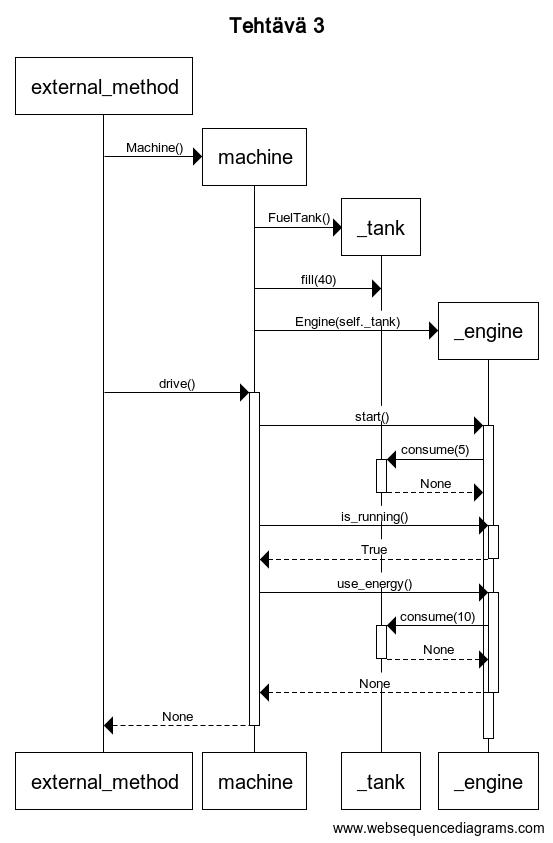 Tehtävä 3
external_method
Machine()
machine
FuelTank()
_tank
fill(40)
Engine(self._tank)
_engine
drive()
start()
consume(5)
None
is_running()
True
use_energy()
consume(10)
None
None
None
external_method
machine
_tank
_engine
www.websequencediagrams.com